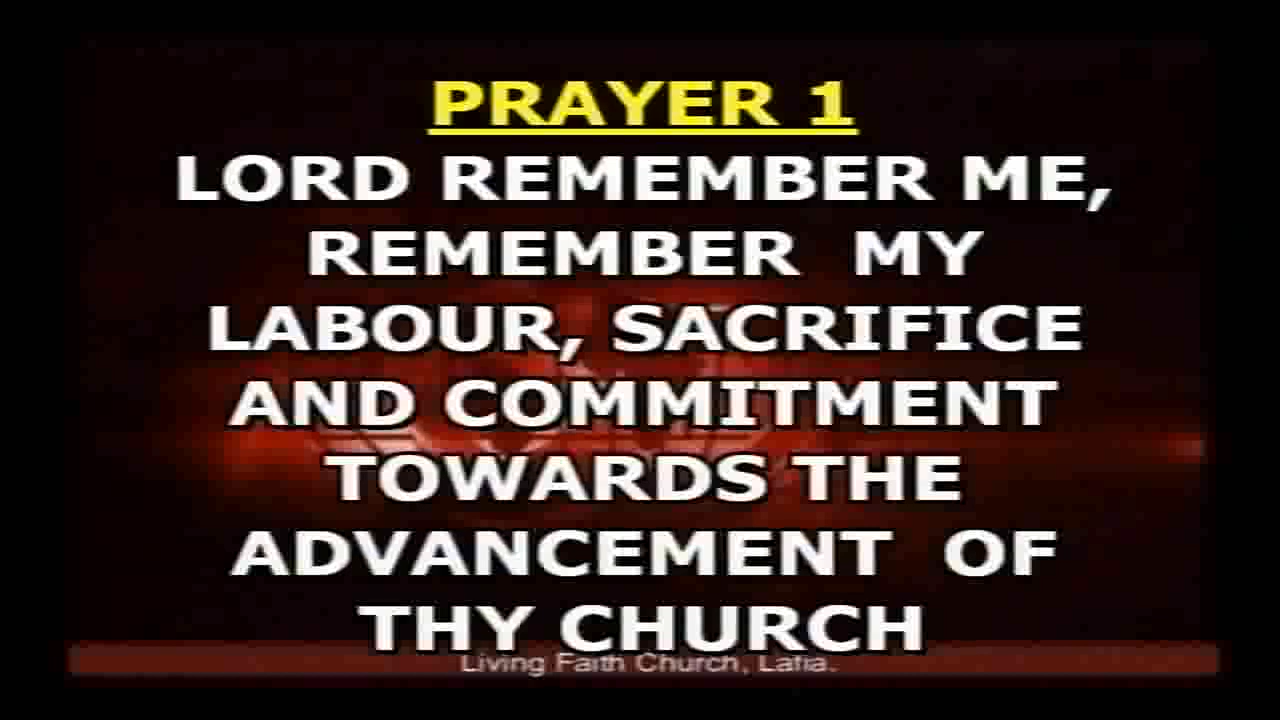 PRAYER 1
LORD REMEMBER ME,
REMEMBER MY
LABOUR, SACRIFICE
AND COMMITMENT
TOWARDS THE
ADVANCEMENT OF
THY CHURCH
Living Faith Church, Lafia.